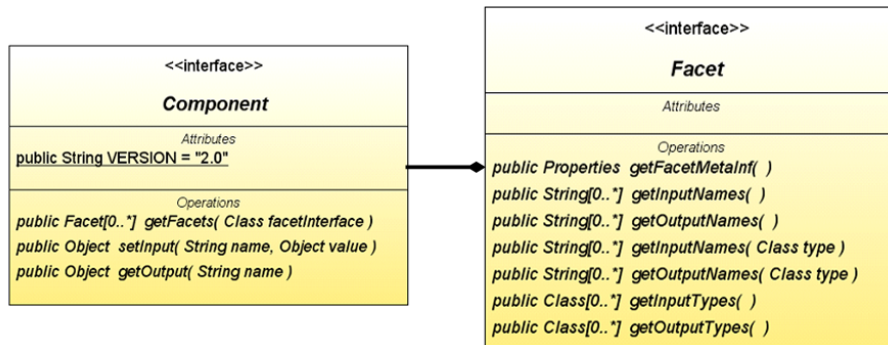 <<interface>>
Component
Attributes
public String VERSION = "2.0"
Operations
public Facet[0..*] getFacets( Class facetInterface )
public Object setInput( String name, Object value )
public Object getOutput( String name )
<<interface>>
Facet
Attributes
Operations
public Properties getFacetMetaInf( )
public String[0..*] getInputNames( )
public String[0..*] getOutputNames( )
public String[0..*] getInputNames( Class type )
public String[0..*] getOutputNames( Class type )
public Class[0..*] getInputTypes( )
public Class[0..*] getOutputTypes( )